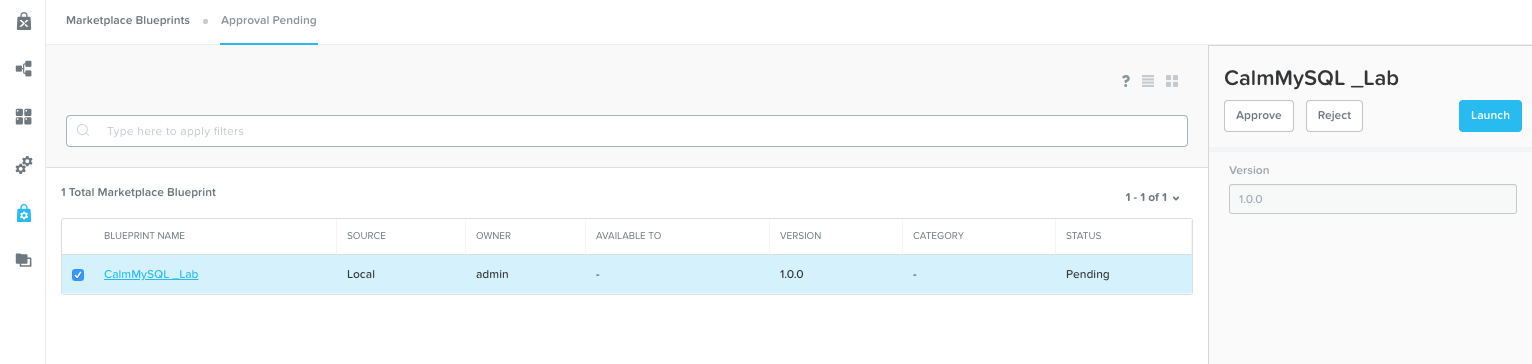 Marketplace Blueprints Approval Pending
?
Type here to apply filters
1 Total Marketplace Blueprint
1 - 1 of 1
BLUEPRINT NAME SOURCE OWNER AVAILABLE TO VERSION CATEGORY STATUS
CalmMySQL _Lab Local admin - 1.0.0 - Pending
CalmMySQL _Lab
Approve Reject Launch
Version
1.0.0